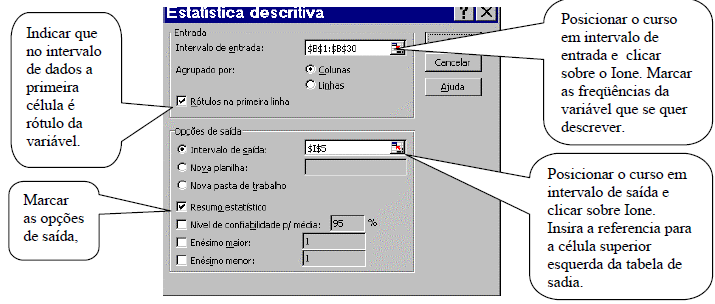 Indicar que
no intervalo
de dados a
primeira
célula é
rótulo da
variável.
Marcar
as opções
de saída,
Estatística descritiva
Entrada
Intervalo de entrada:
$B$1:$B$30
Agrupado por:
Colunas
Linhas
Rótulos na primeira linha
Cancelar
Ajuda
Opções de saída
Intervalo de saída:
$I$5
Nova planilha:
Nova pasta de trabalho
Resumo estatístico
Nível de confiabilidade p/ média:
95
%
Enésimo maior:
1
Enésimo menor:
1
Posicionar o curso
em intervalo de
entrada e clicar
sobre o Ione. Marcar
as freqüências da
variável que se quer
descrever.
Posicionar o curso em
intervalo de saída e
clicar sobre Ione.
Insira a referencia para
a célula superior
esquerda da tabela de
sadia.